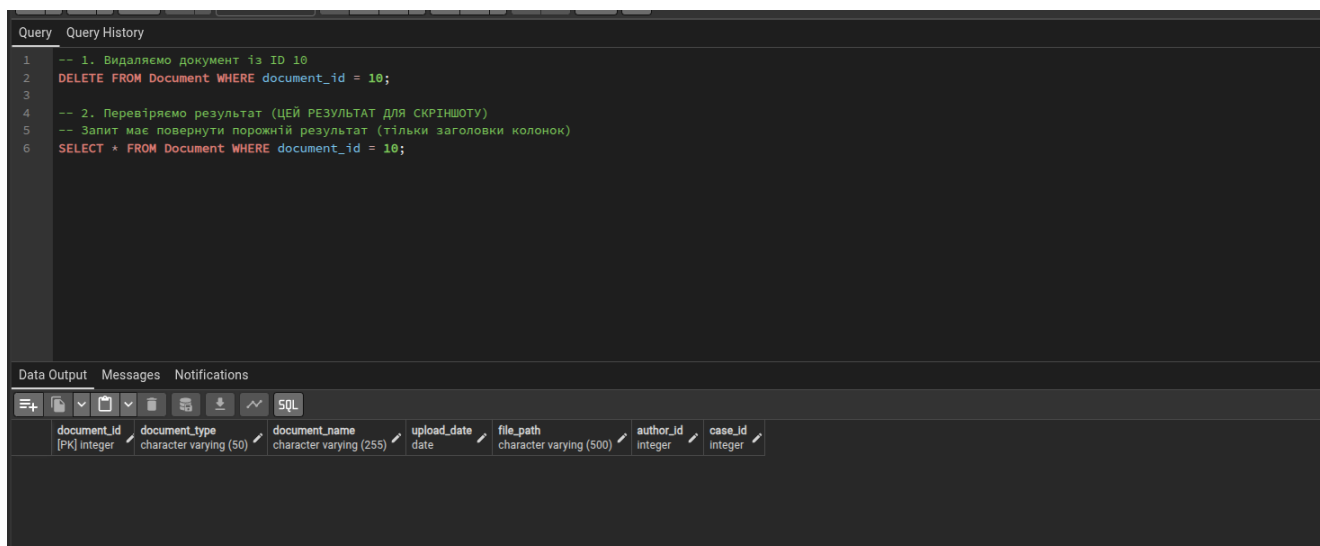 Query Query History
1 -- 1. Видаляємо документ із ID 10
2 DELETE FROM Document WHERE document_id = 10;
3
4 -- 2. Перевіряємо результат (ЦЕЙ РЕЗУЛЬТАТ ДЛЯ СКРІНШОТУ)
5 -- Запит має повернути порожній результат (тільки заголовки колонок)
6 SELECT * FROM Document WHERE document_id = 10;
Data Output Messages Notifications
SQL
document_id document_type document_name upload_date file_path author_id case_id
[PK] integer character varying (50) character varying (255) date character varying (500) integer integer